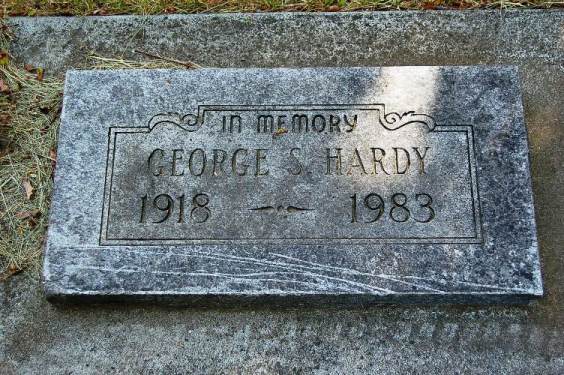 IN MEMORY
GEORGE S. HARDY
1918 - 1983